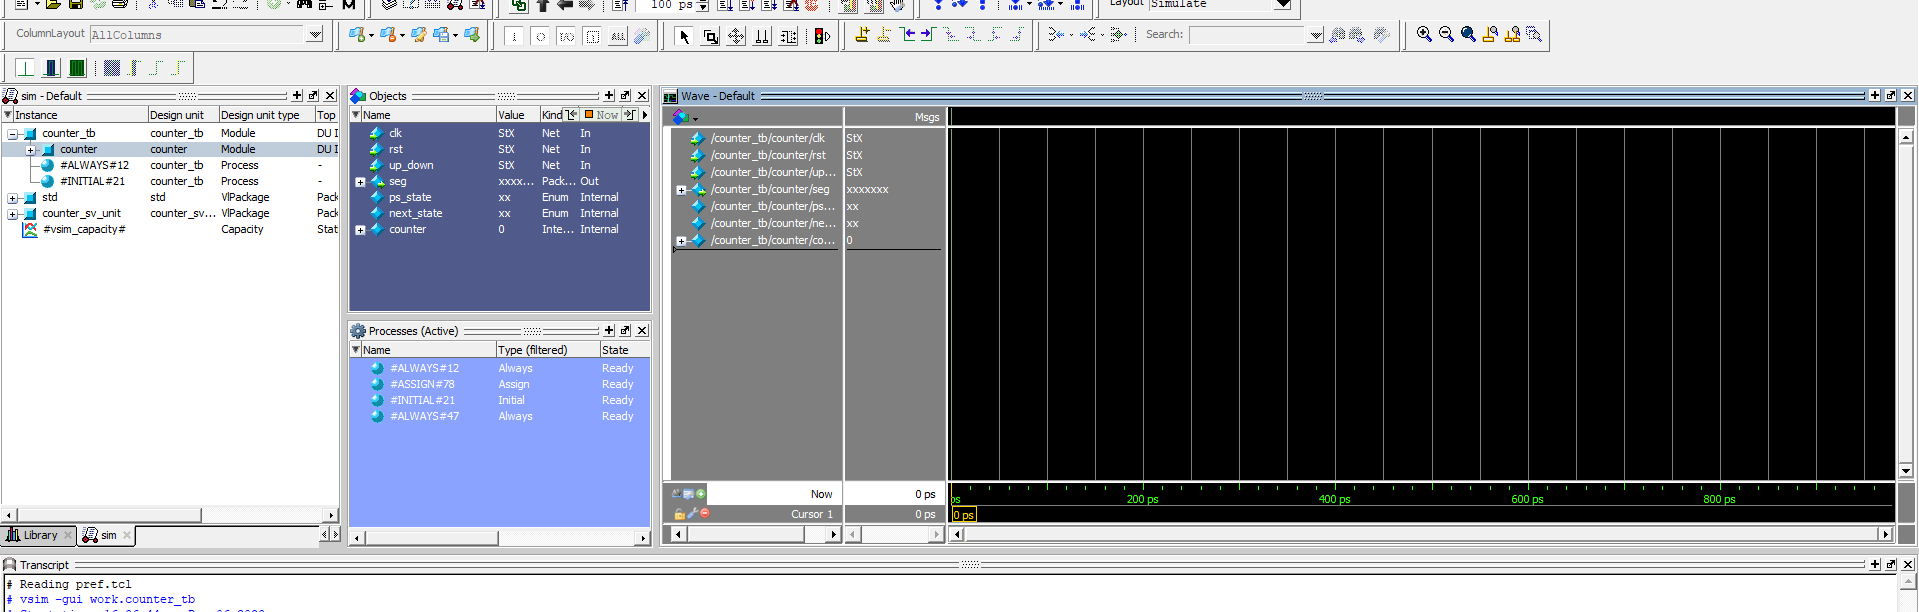 100 ps
Layout Simulate
ColumnLayout AllColumns
Search:
sim - Default
Instance Design unit Design unit type Top
counter_tb counter_tb Module DU I
counter counter Module DU I
#ALWAYS#12 counter_tb Process -
#INITIAL#21 counter_tb Process -
std std VlPackage Pack
counter_sv_unit counter_sv... VlPackage Pack
#vsim_capacity# Capacity Stat
Library sim
Objects
Name Value Kind Now
clk StX Net In
rst StX Net In
up_down StX Net In
seg xxxx... Pack... Out
ps_state xx Enum Internal
next_state xx Enum Internal
counter 0 Inte... Internal
Processes (Active)
Name Type (filtered) State
#ALWAYS#12 Always Ready
#ASSIGN#78 Assign Ready
#INITIAL#21 Initial Ready
#ALWAYS#47 Always Ready
Wave - Default
Msgs
/counter_tb/counter/clk StX
/counter_tb/counter/rst StX
/counter_tb/counter/up... StX
/counter_tb/counter/seg xxxxxxx
/counter_tb/counter/ps... xx
/counter_tb/counter/ne... xx
/counter_tb/counter/co... 0
Now 0 ps
ps 200 ps 400 ps 600 ps 800 ps
Cursor 1 0 ps
0 ps
Transcript
# Reading pref.tcl
# vsim -gui work.counter_tb